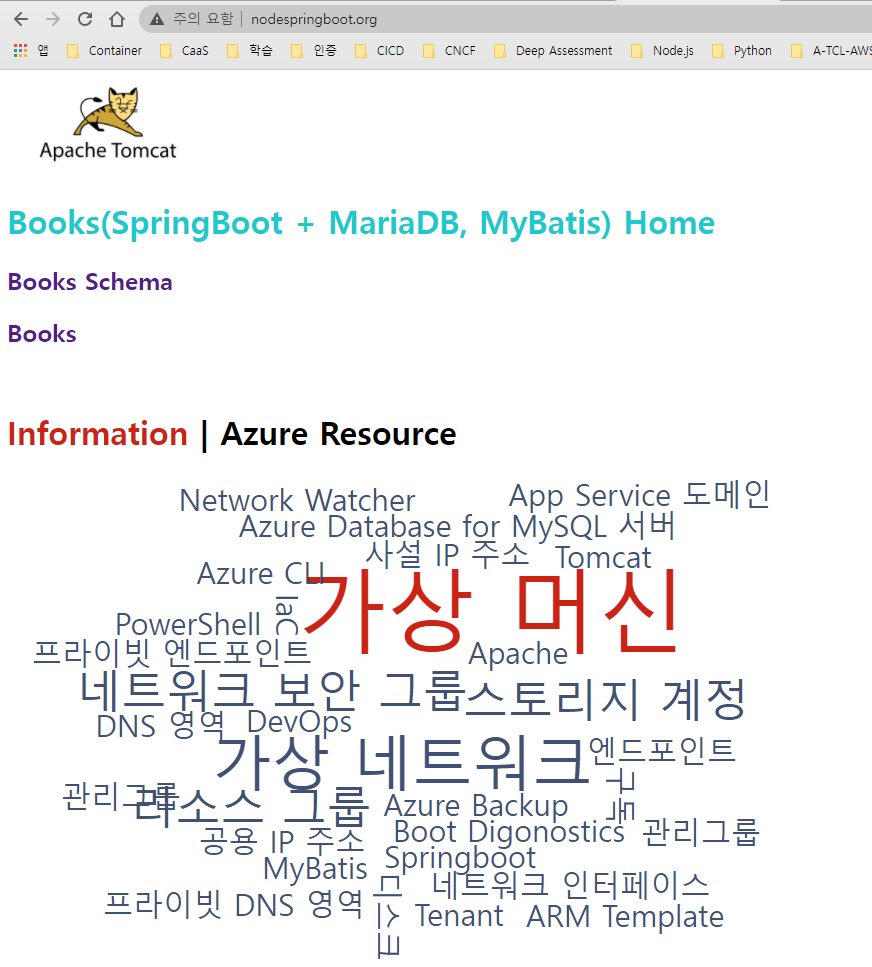 주의 요함 | nodespringboot.org
앱 Container CaaS 학습 인증 CICD CNCF Deep Assessment Node.js Python A-TCL-AWS
Apache Tomcat
Books(SpringBoot + MariaDB, MyBatis) Home
Books Schema
Books
Information | Azure Resource
Network Watcher
App Service 도메인
Azure Database for MySQL 서버
사설 IP 주소
Tomcat
Azure CLI
가상 머신
IaC
PowerShell
프라이빗 엔드포인트
Apache
네트워크 보안 그룹
스토리지 계정
DNS 영역
DevOps
가상 네트워크
엔드포인트
구독
관리그룹
리소스 그룹
Azure Backup
공용 IP 주소
Boot Digonostics
관리그룹
MyBatis
Springboot
디스크
네트워크 인터페이스
프라이빗 DNS 영역
Tenant
ARM Template